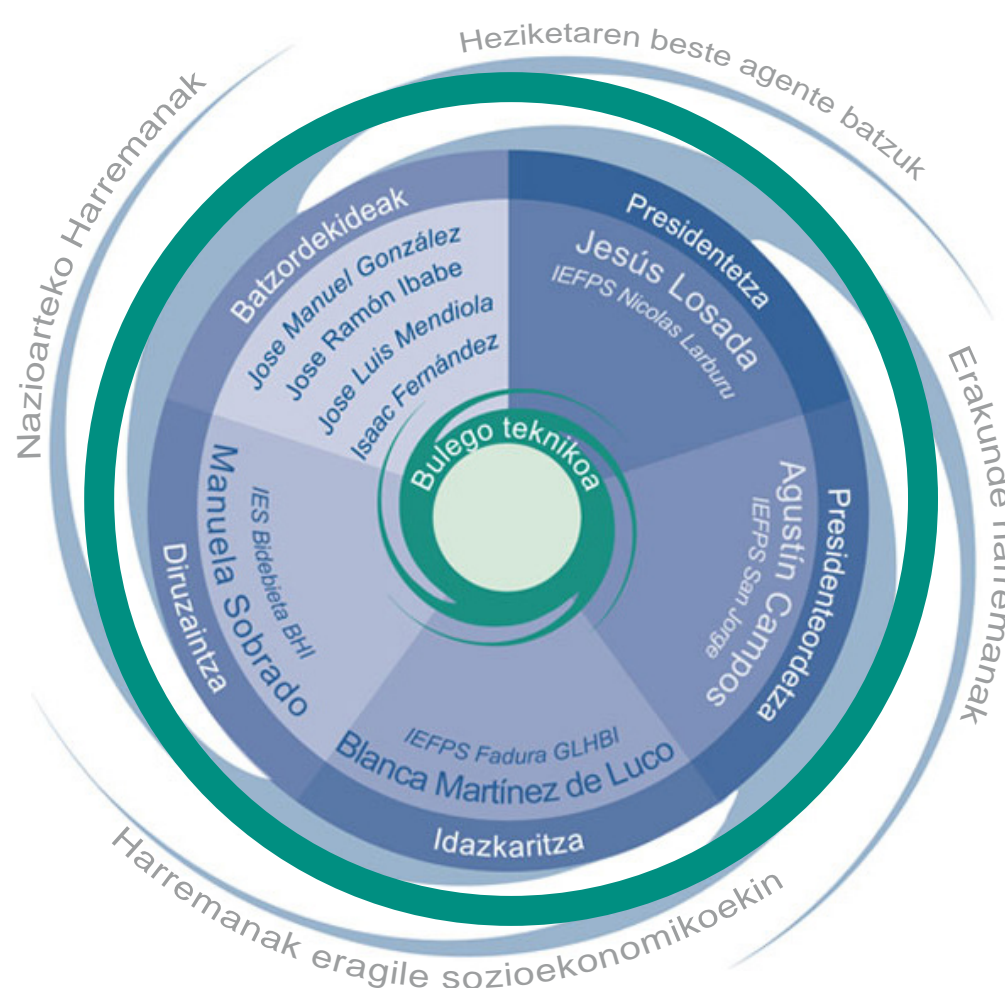 Heziketaren beste agente batzuk
Nazioarteko Harremanak
Erakunde harremanak
Harremanak eragile sozioekonomikoekin
Presidentetza
Jesús Losada
IEFPS Nicolas Larburu
Presidenteordetza
Agustín Campos
IEFPS San Jorge
IEFPS Fadura GLHBI
Blanca Martínez de Luco
Idazkaritza
Diruzaintza
Manuela Sobrado
IES Bidebieta BHI
Batzordekideak
Jose Manuel González
Jose Ramón Ibabe
Jose Luis Mendiola
Isaac Fernández
Bulego teknikoa